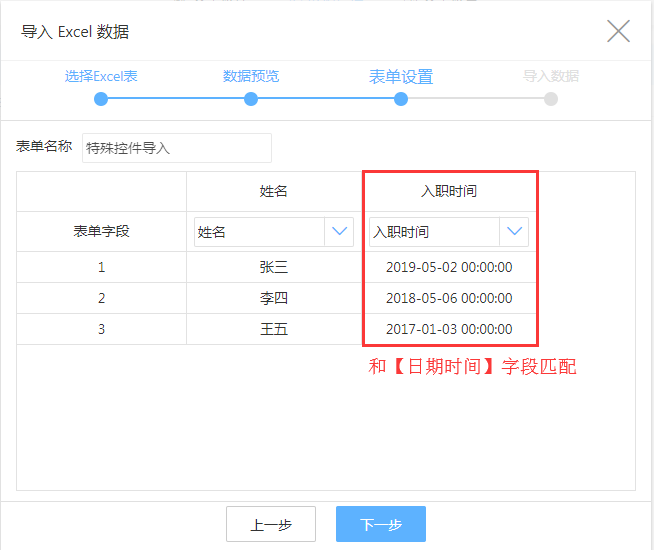 导入 Excel 数据
选择Excel表 数据预览 表单设置 导入数据
表单名称 特殊控件导入
姓名 入职时间
表单字段 姓名 入职时间
1 张三 2019-05-02 00:00:00
2 李四 2018-05-06 00:00:00
3 王五 2017-01-03 00:00:00
和【日期时间】字段匹配
上一步 下一步